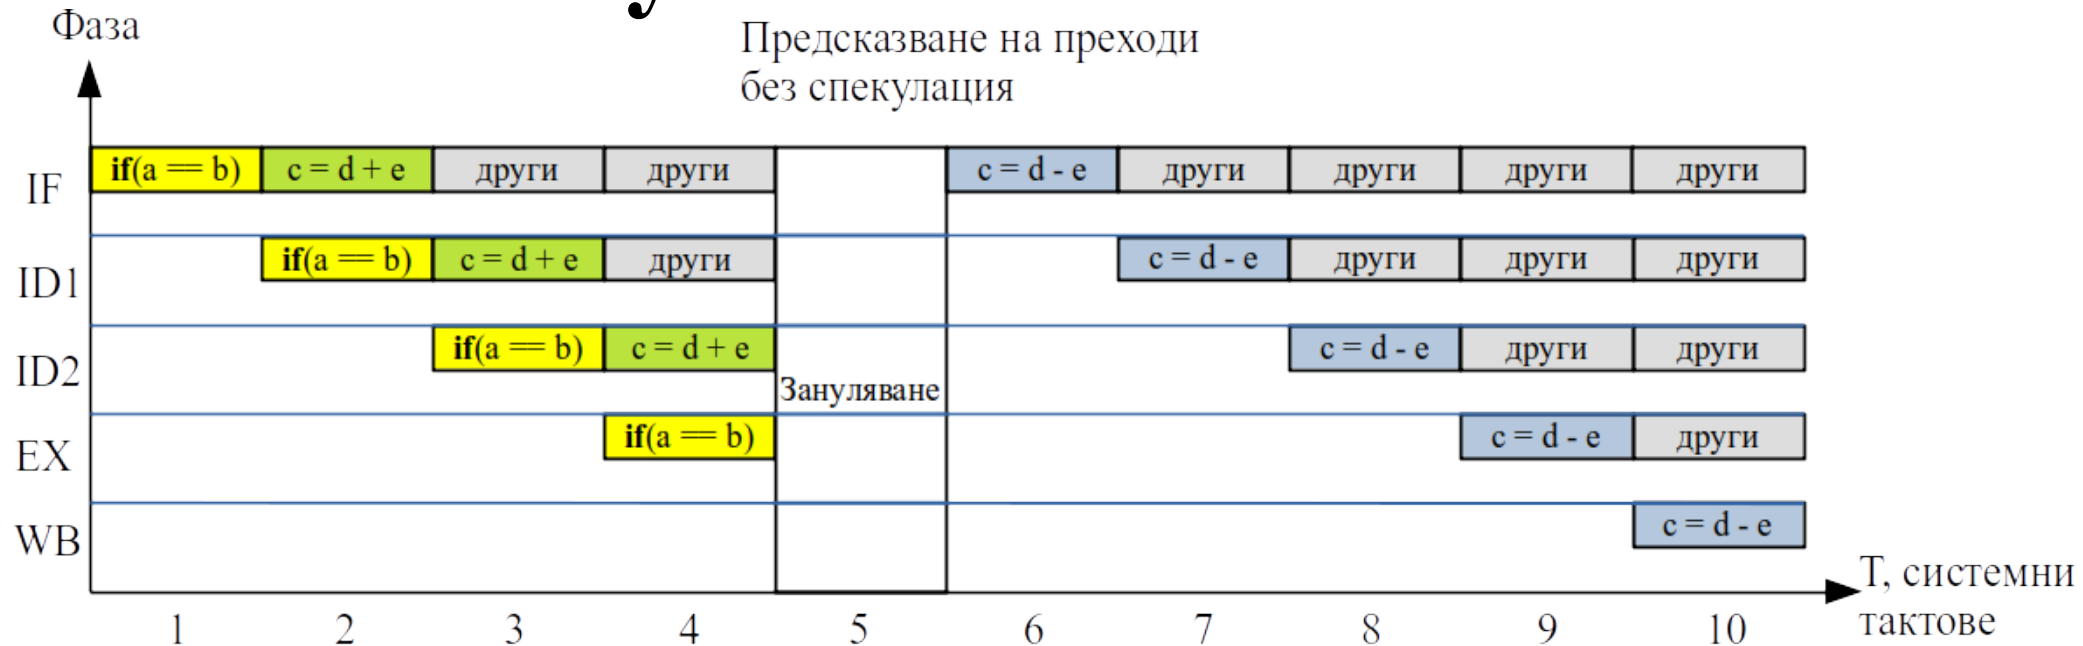 Фаза
Предсказване на преходи
без спекулация
IF if(a == b) c = d + e други други c = d - e други други други други
ID1 if(a == b) c = d + e други c = d - e други други други
ID2 if(a == b) c = d + e c = d - e други други
Зануляване
EX if(a == b) c = d - e други
WB c = d - e
T, системни
тактове
1 2 3 4 5 6 7 8 9 10